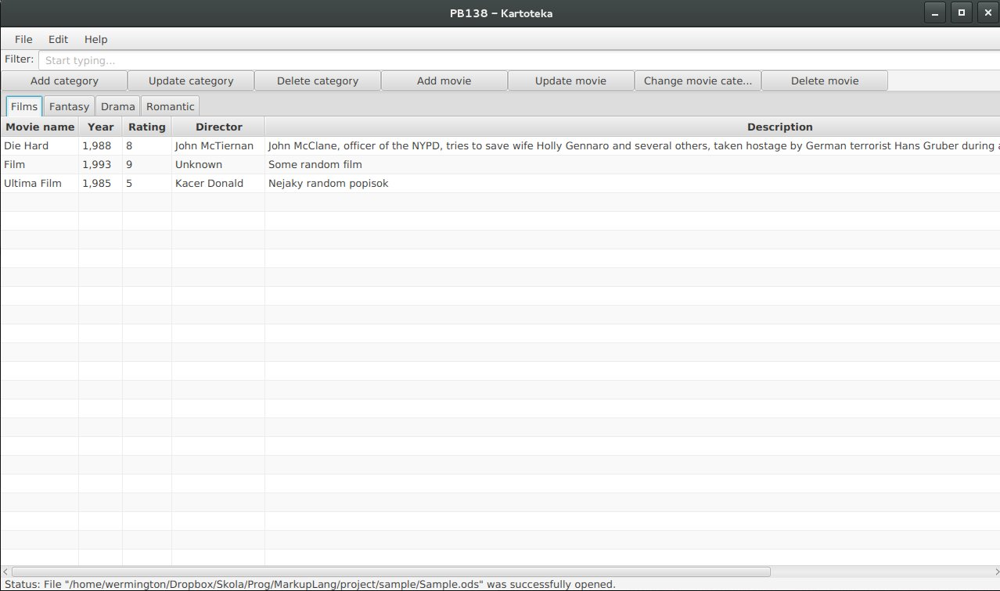 PB138 – Kartoteka
File Edit Help
Filter: Start typing...
Add category Update category Delete category Add movie Update movie Change movie cate... Delete movie
Films Fantasy Drama Romantic
Movie name Year Rating Director Description
Die Hard 1,988 8 John McTiernan John McClane, officer of the NYPD, tries to save wife Holly Gennaro and several others, taken hostage by German terrorist Hans Gruber during
Film 1,993 9 Unknown Some random film
Ultima Film 1,985 5 Kacer Donald Nejaky random popisok
Status: File "/home/wermington/Dropbox/Skola/Prog/MarkupLang/project/sample/Sample.ods" was successfully opened.